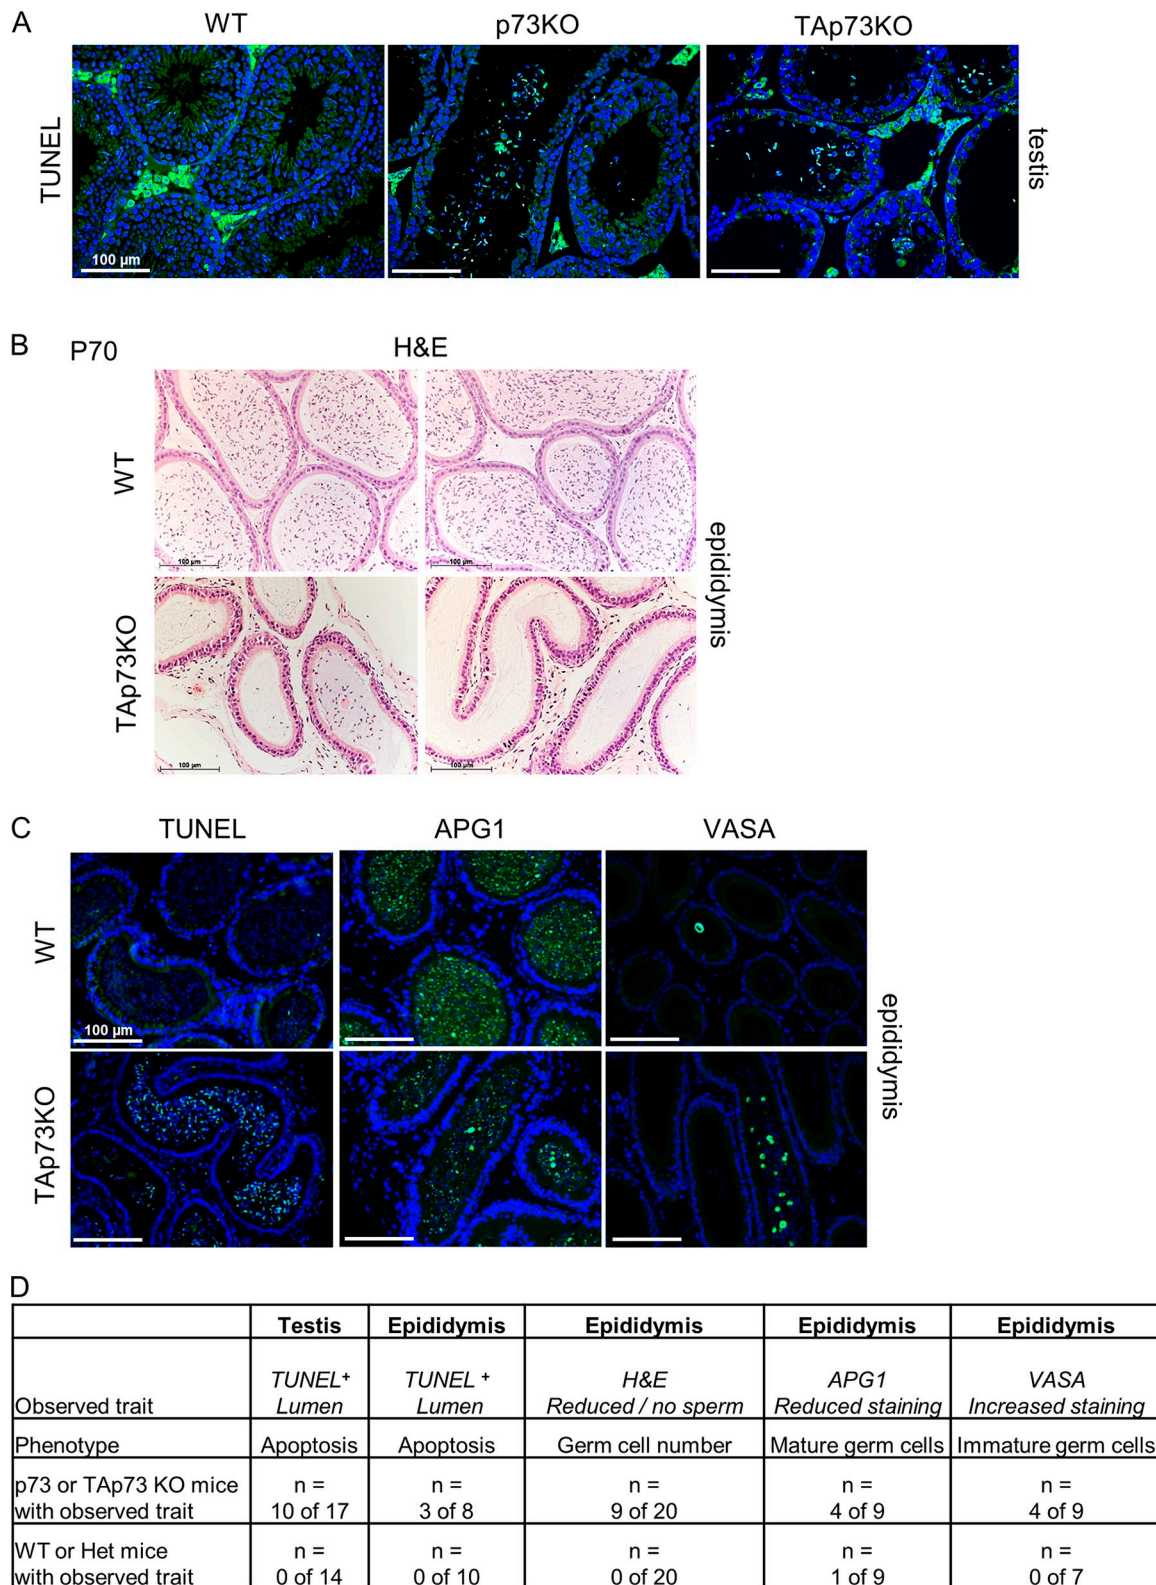 A
WT
p73KO
TAp73KO
TUNEL
100 µm
testis
B
P70
H&E
WT
100 µm
100 µm
epididymis
TAp73KO
100 µm
100 µm
C
TUNEL
APG1
VASA
WT
100 µm
epididymis
TAp73KO
D
Testis Epididymis Epididymis Epididymis Epididymis
TUNEL+ TUNEL + H&E APG1 VASA
Observed trait Lumen Lumen Reduced / no sperm Reduced staining Increased staining
Phenotype Apoptosis Apoptosis Germ cell number Mature germ cells Immature germ cells
p73 or TAp73 KO mice n = n = n = n = n =
with observed trait 10 of 17 3 of 8 9 of 20 4 of 9 4 of 9
WT or Het mice n = n = n = n = n =
with observed trait 0 of 14 0 of 10 0 of 20 1 of 9 0 of 7